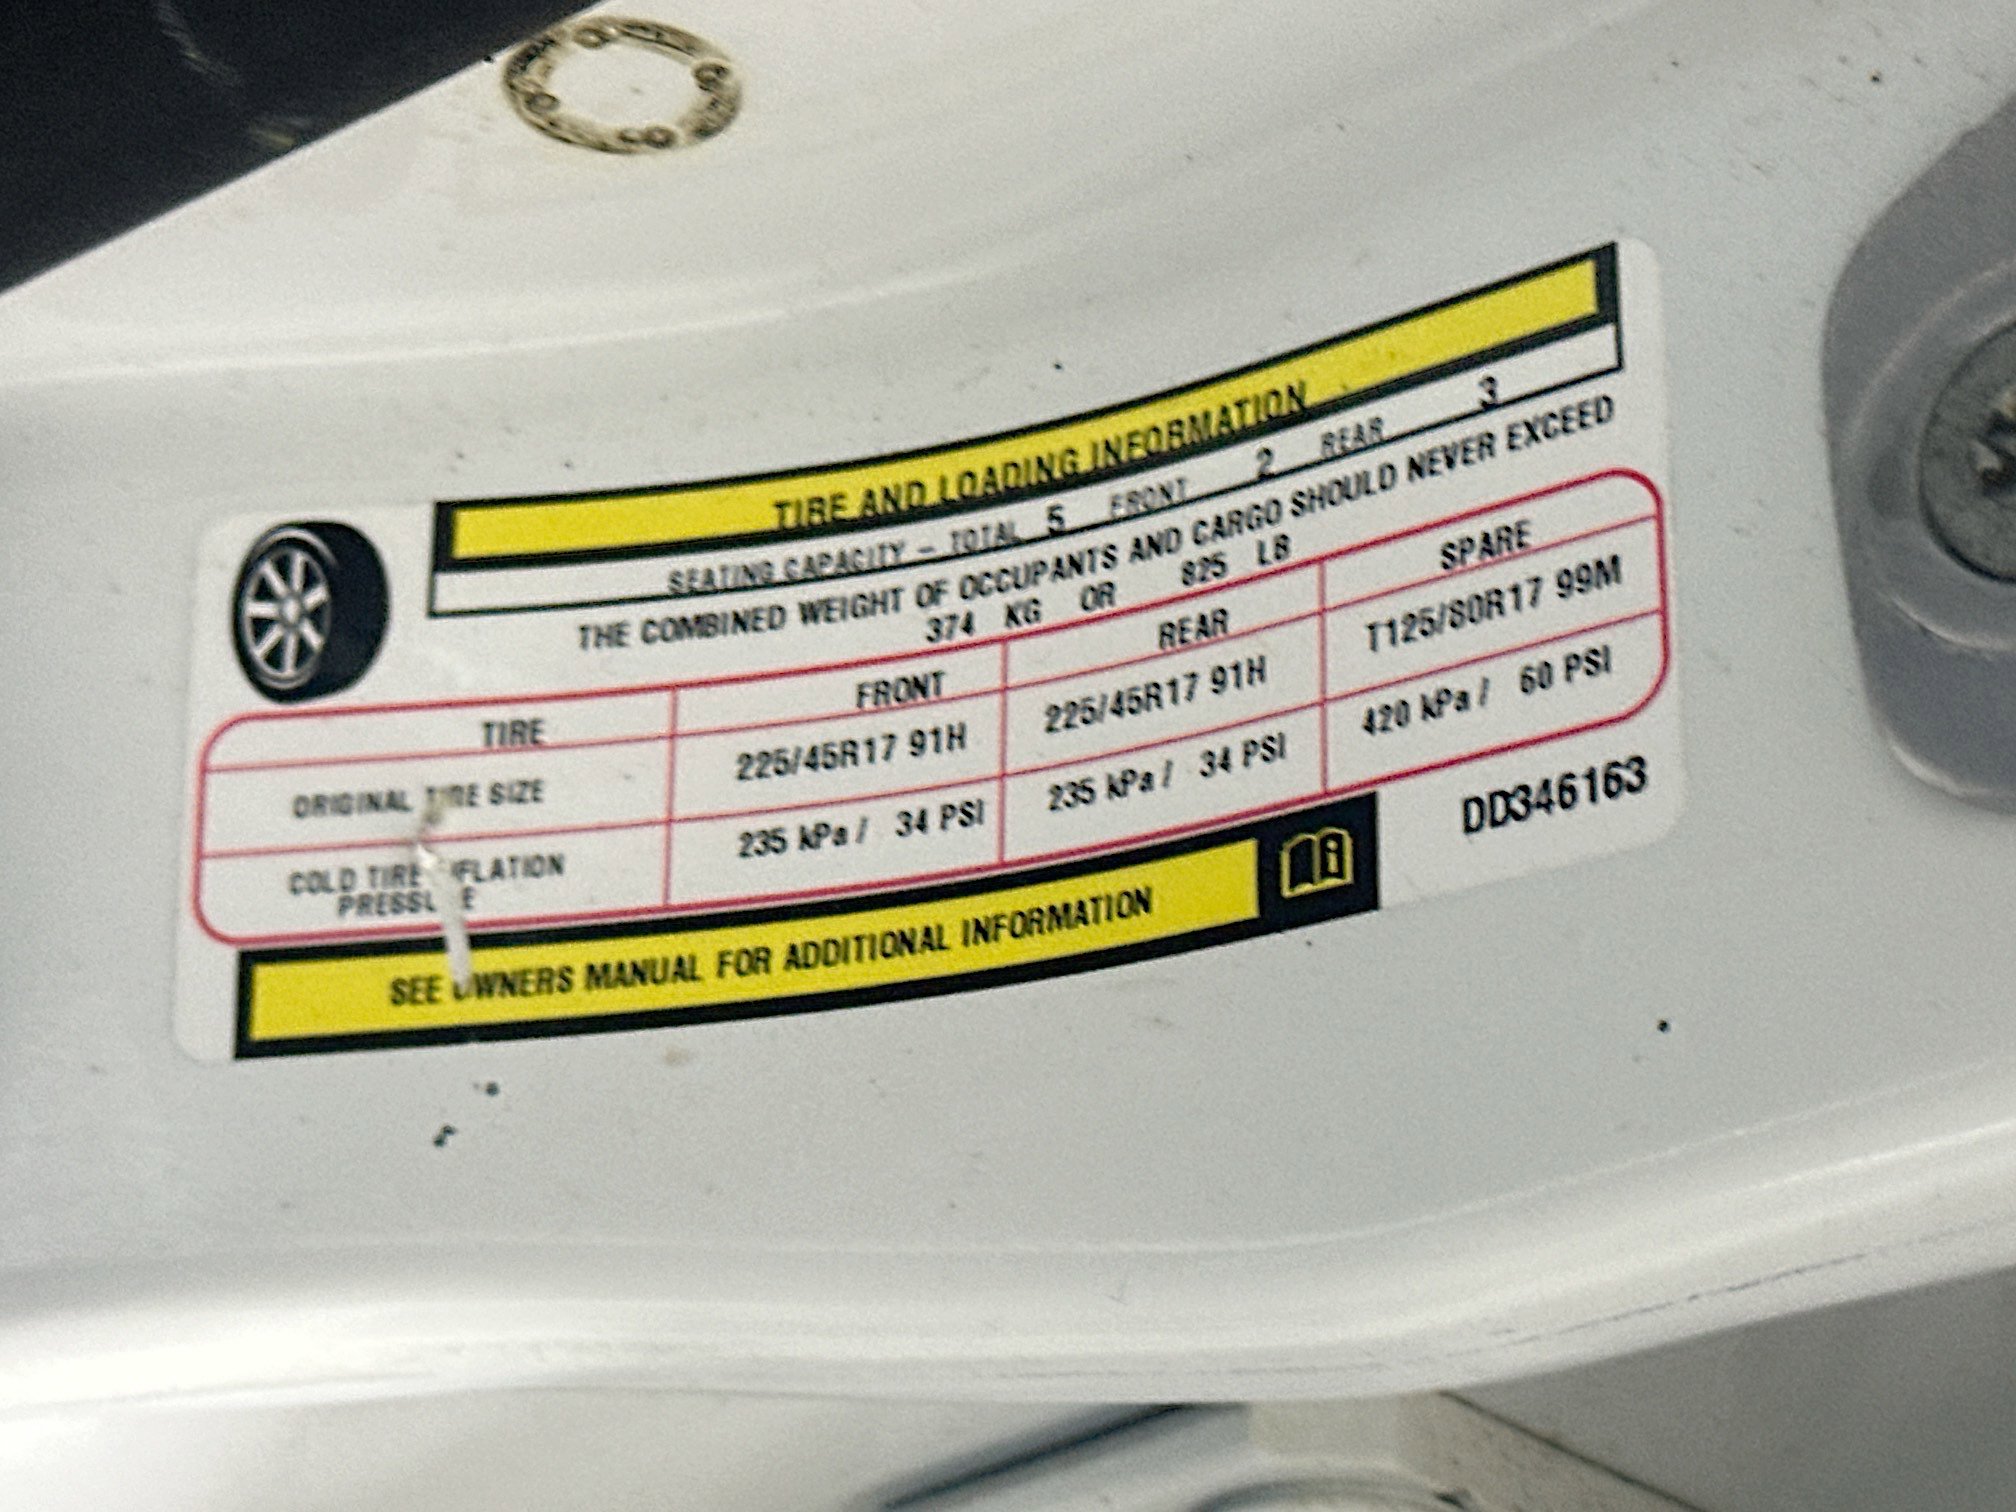 TIRE AND LOADING INFORMATION
SEATING CAPACITY – TOTAL 5 FRONT 2 REAR 3
THE COMBINED WEIGHT OF OCCUPANTS AND CARGO SHOULD NEVER EXCEED
374 KG OR 825 LB
TIRE FRONT REAR SPARE
ORIGINAL TIRE SIZE 225/45R17 91H 225/45R17 91H T125/80R17 99M
COLD TIRE INFLATION
PRESSURE 235 kPa / 34 PSI 235 kPa / 34 PSI 420 kPa / 60 PSI
SEE OWNERS MANUAL FOR ADDITIONAL INFORMATION
DD346163